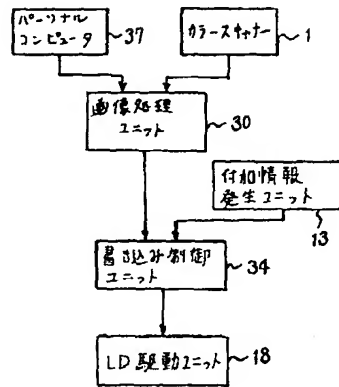 パーソナル
コンピュータ
37
カラースキャナー
1
画像処理
ユニット
30
付加情報
発生ユニット
13
書き込み制御
ユニット
34
LD駆動ユニット
18